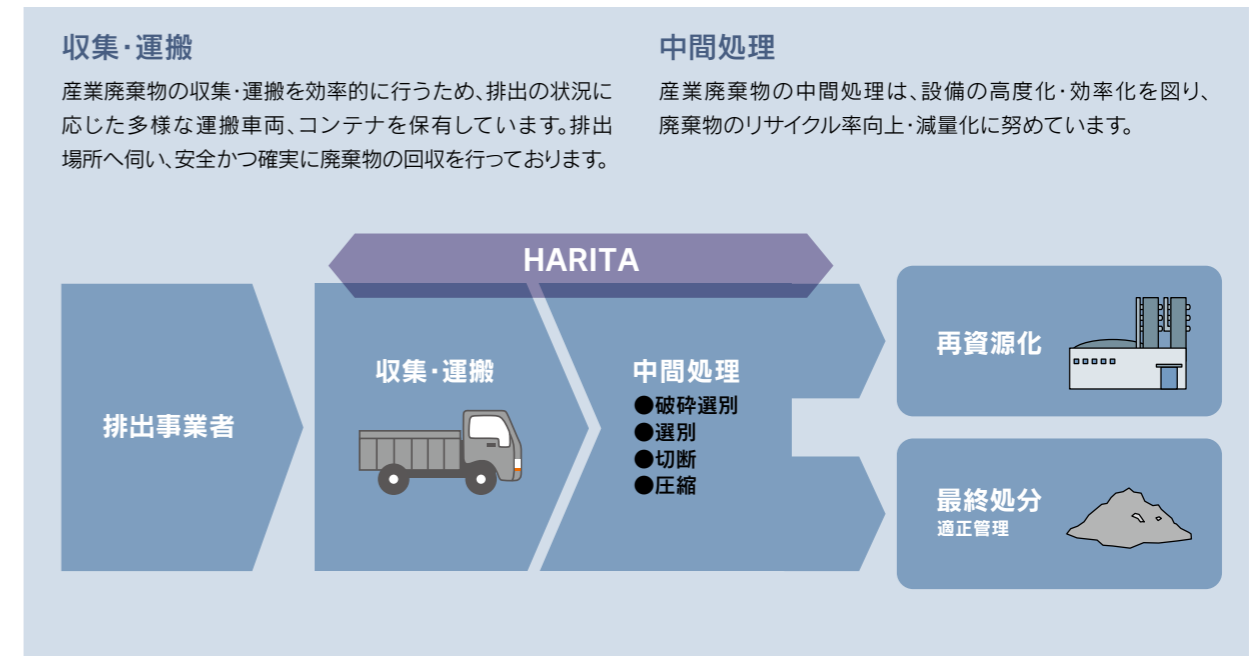 収集・運搬
産業廃棄物の収集・運搬を効率的に行うため、排出の状況に
応じた多様な運搬車両、コンテナを保有しています。排出
場所へ伺い、安全かつ確実に廃棄物の回収を行っております。
中間処理
産業廃棄物の中間処理は、設備の高度化・効率化を図り、
廃棄物のリサイクル率向上・減量化に努めています。
HARITA
排出事業者
収集・運搬
中間処理
●破砕選別
●選別
●切断
●圧縮
再資源化
最終処分
適正管理